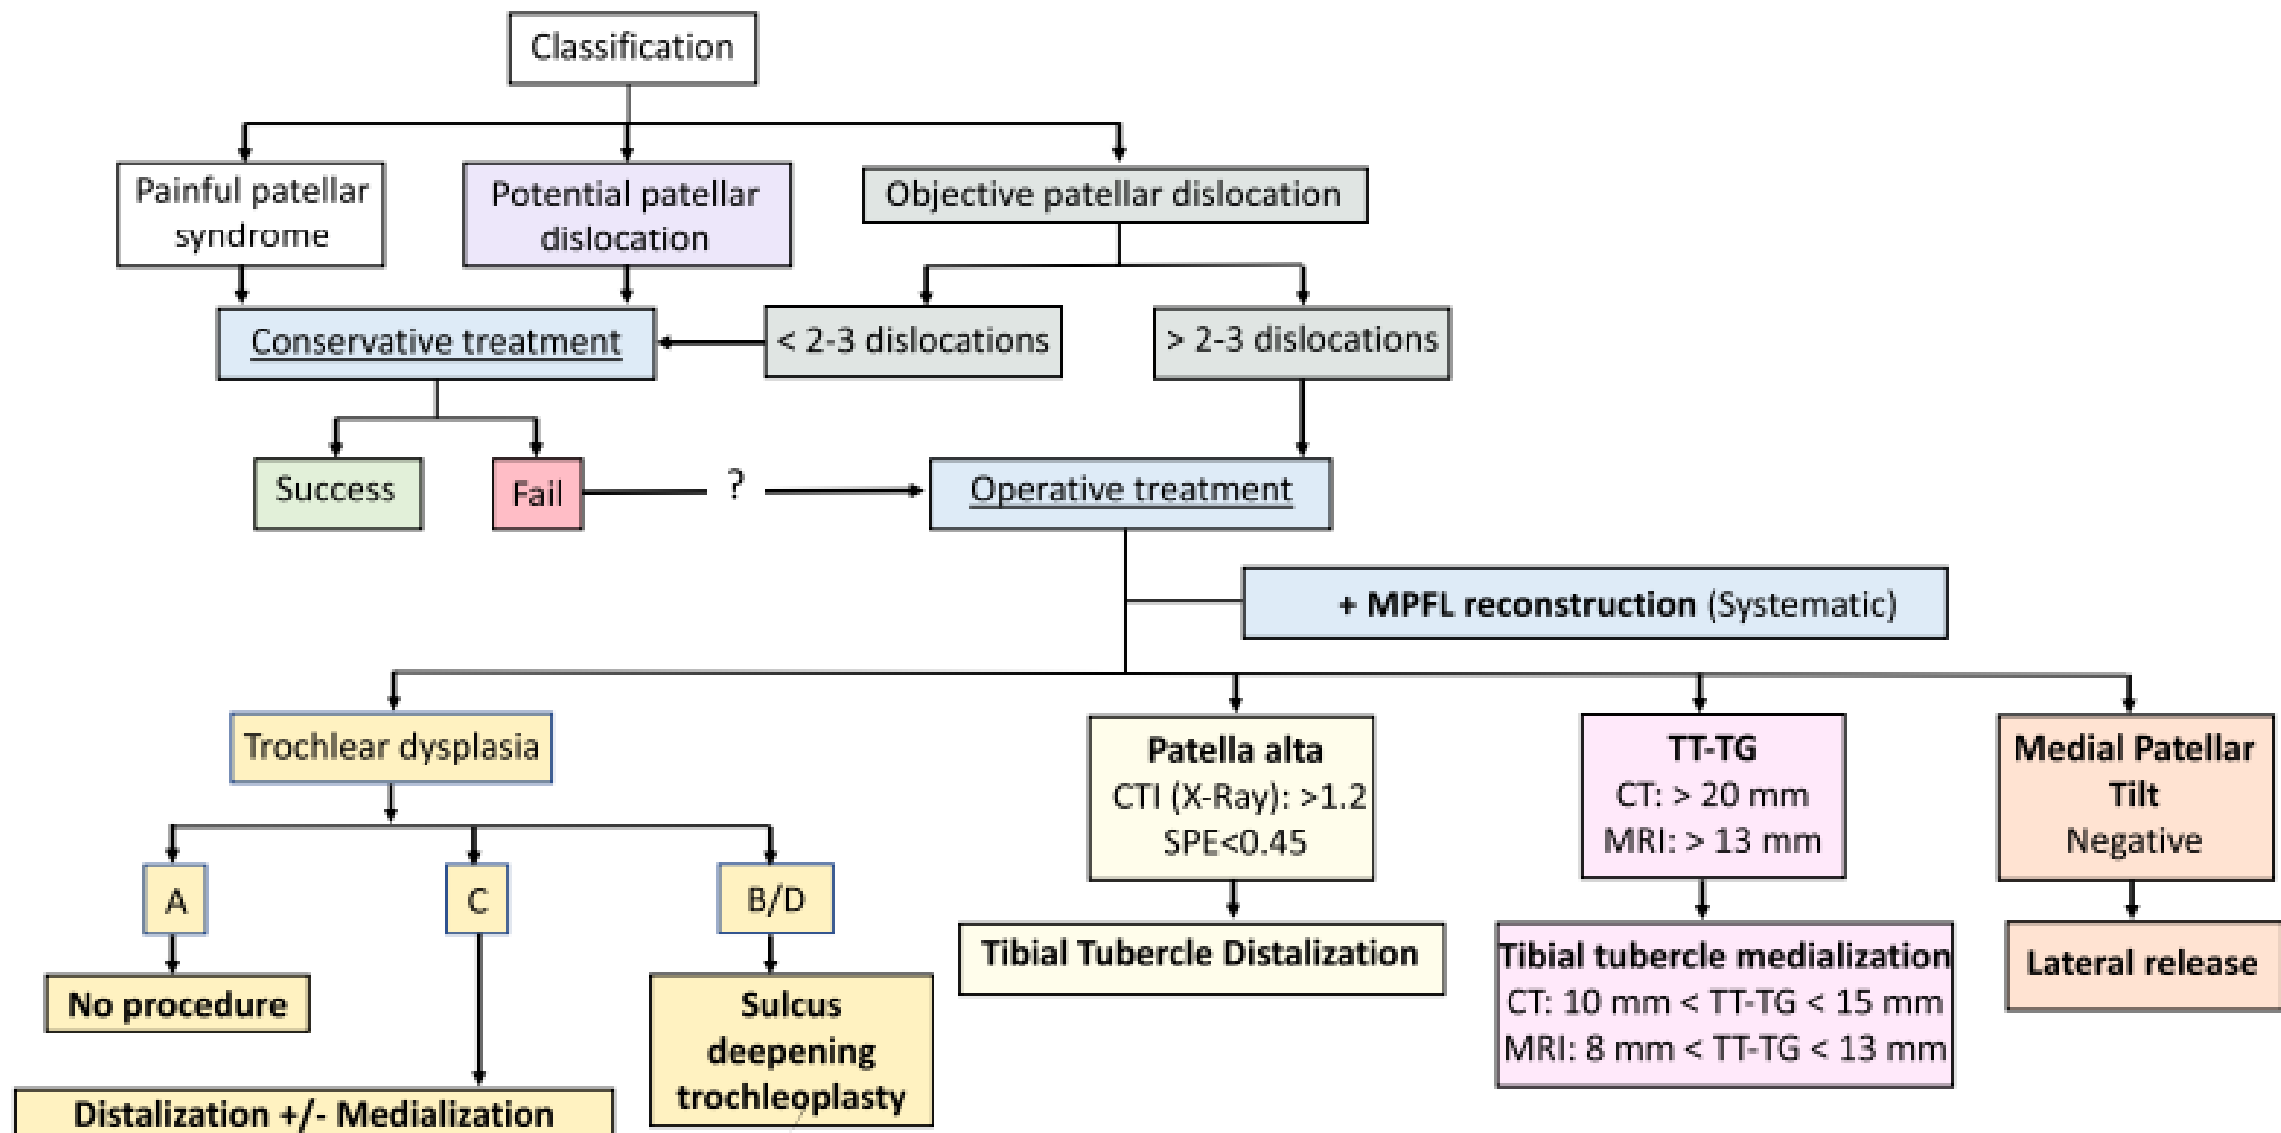 Classification
Painful patellar
syndrome
Potential patellar
dislocation
Objective patellar dislocation
Conservative treatment
< 2-3 dislocations
> 2-3 dislocations
Success
Fail
?
Operative treatment
+ MPFL reconstruction (Systematic)
Trochlear dysplasia
Patella alta
CTI (X-Ray): >1.2
SPE<0.45
TT-TG
CT: > 20 mm
MRI: > 13 mm
Medial Patellar
Tilt
Negative
A
C
B/D
No procedure
Distalization +/- Medialization
Sulcus
deepening
trochleoplasty
Tibial Tubercle Distalization
Tibial tubercle medialization
CT: 10 mm < TT-TG < 15 mm
MRI: 8 mm < TT-TG < 13 mm
Lateral release